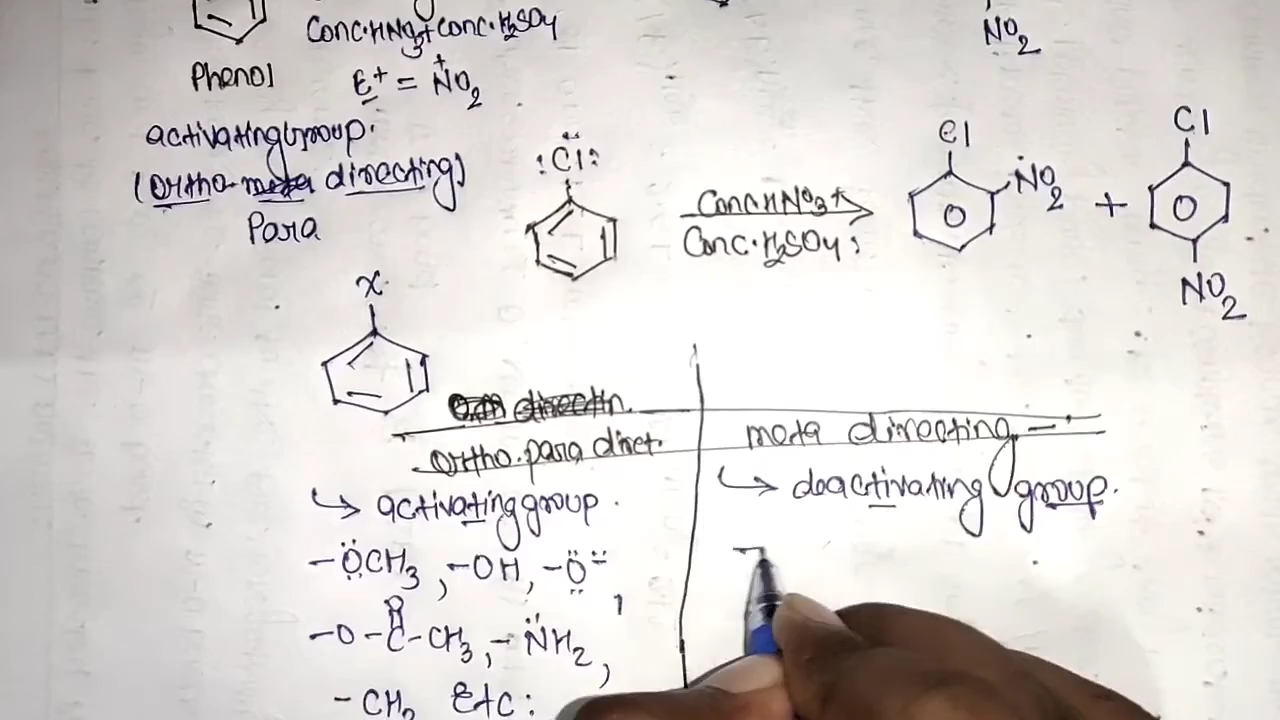 Conc.HNO3+conc.H2SO4
NO2
Phenol
E+ = +NO2
activating group.
(ortho- meta directing)
Para
:Cl:
Conc.HNO3+
Conc.H2SO4:
Cl
NO2
+
Cl
NO2
X
ortho.para direct.
meta directing -
↳ activating group.
↳ deactivating group.
-OCH3, -OH, -O-,
-O-C-CH3, -NH2,
O
-CH3 Etc: